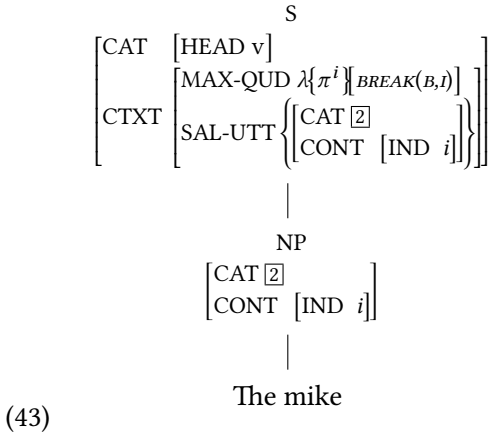 S
[CAT [HEAD v]
CTXT [MAX-QUD λ{πⁱ}[BREAK(B,I)]
SAL-UTT {[CAT 2
CONT [IND i]]}]]
NP
[CAT 2
CONT [IND i]]
The mike
(43)